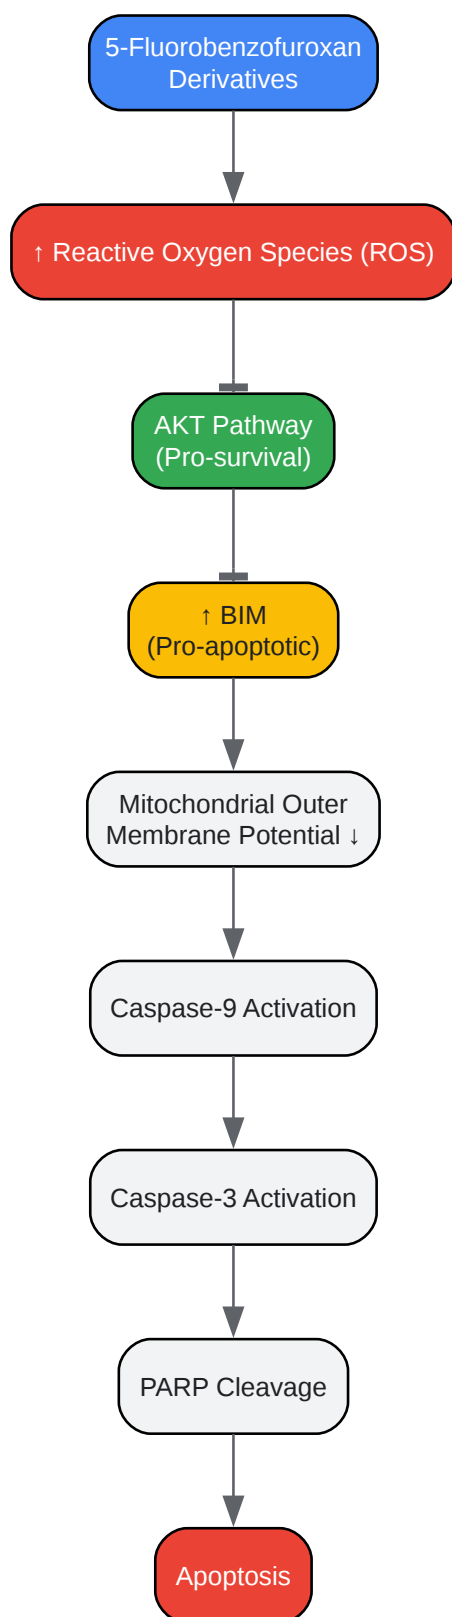 5-Fluorobenzofuroxan
Derivatives
↑ Reactive Oxygen Species (ROS)
AKT Pathway
(Pro-survival)
↑ BIM
(Pro-apoptotic)
Mitochondrial Outer
Membrane Potential ↓
Caspase-9 Activation
Caspase-3 Activation
PARP Cleavage
Apoptosis